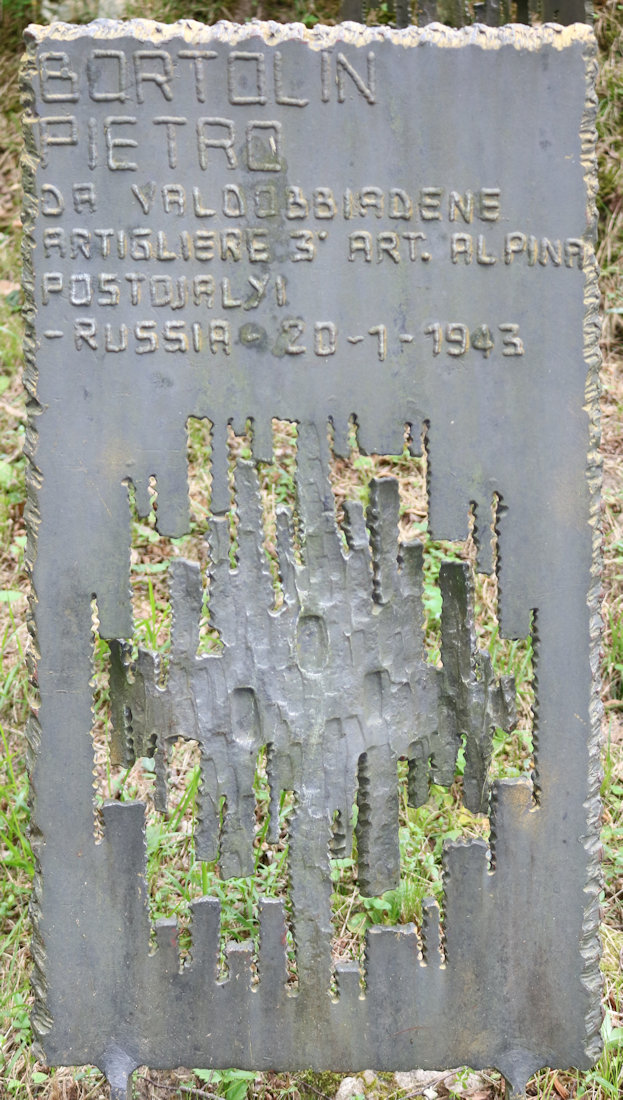 BORTOLIN
PIETRO
DA VALDOBBIADENE
ARTIGLIERE 3° ART. ALPINA
POSTOJALYI
-RUSSIA • 20-1-1943